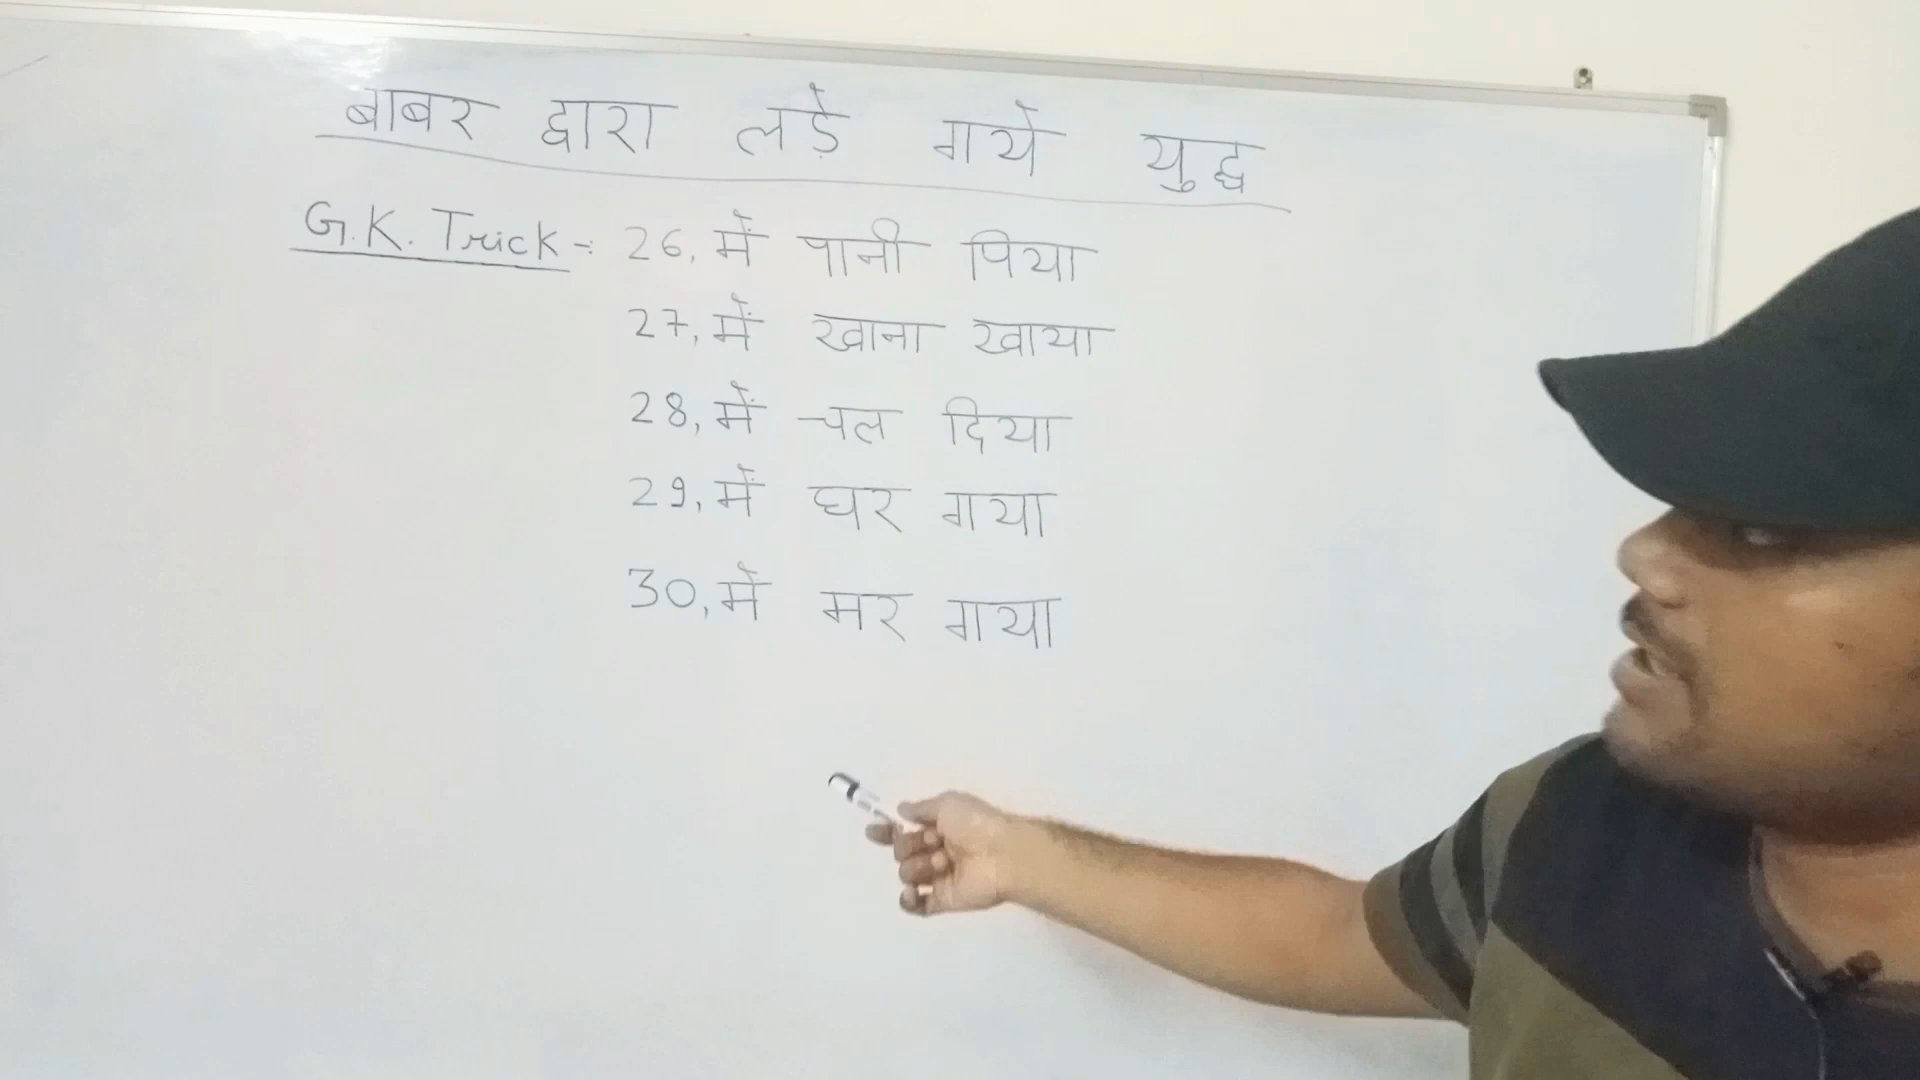 बाबर द्वारा लड़े गये युद्ध
G.K. Trick -: 26, में पानी पिया
27, में खाना खाया
28, में चल दिया
29, में घर गया
30, में मर गया